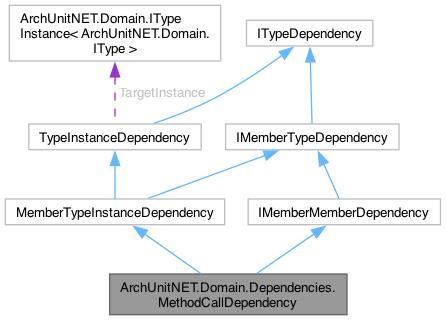 ArchUnitNET.Domain.IType
Instance< ArchUnitNET.Domain.
IType >
ITypeDependency
TargetInstance
TypeInstanceDependency
IMemberTypeDependency
MemberTypeInstanceDependency
IMemberMemberDependency
ArchUnitNET.Domain.Dependencies.
MethodCallDependency